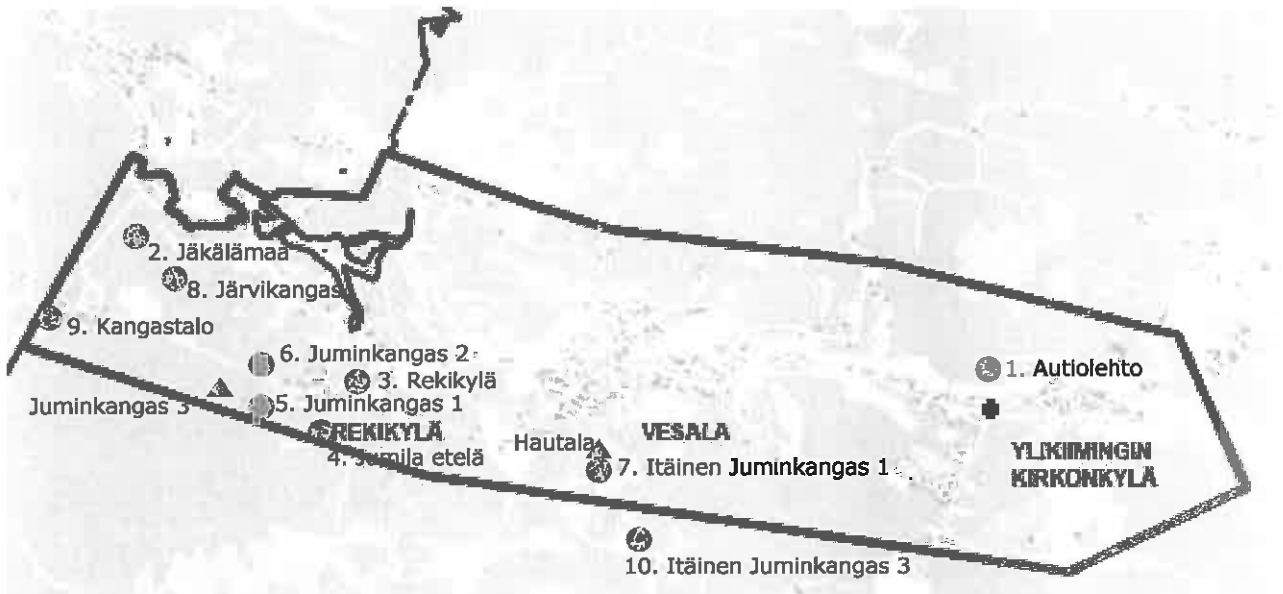 2. Jäkälämaa
8. Järvikangas
9. Kangastalo
6. Juminkangas 2
3. Rekikylä
1. Autiolehto
Juminkangas 3
5. Juminkangas 1
REKIKYLÄ
4. Jumila etelä
Hautala
VESALA
7. Itäinen Juminkangas 1
YLIKIIMINGIN
KIRKONKYLÄ
10. Itäinen Juminkangas 3